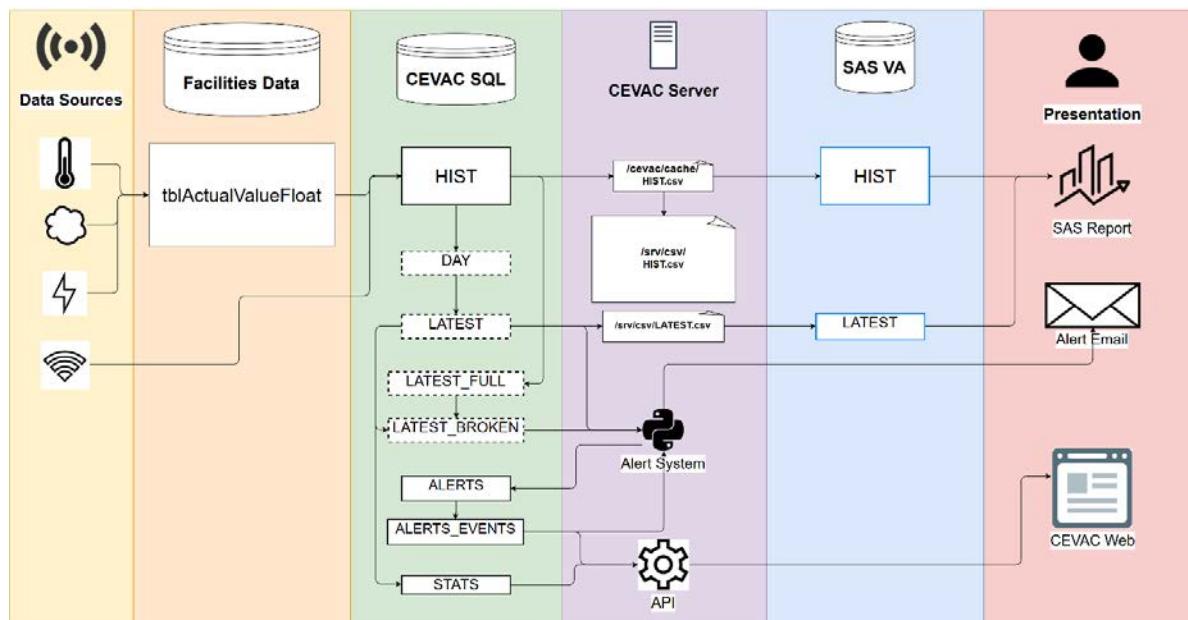 Data Sources
Facilities Data
CEVAC SQL
CEVAC Server
SAS VA
Presentation
tblActualValueFloat
HIST
/cevac/cache/
HIST.csv
HIST
SAS Report
DAY
/srv/csv/
HIST.csv
LATEST
/srv/csv/LATEST.csv
LATEST
Alert Email
LATEST_FULL
LATEST_BROKEN
Alert System
ALERTS
ALERTS_EVENTS
CEVAC Web
STATS
API